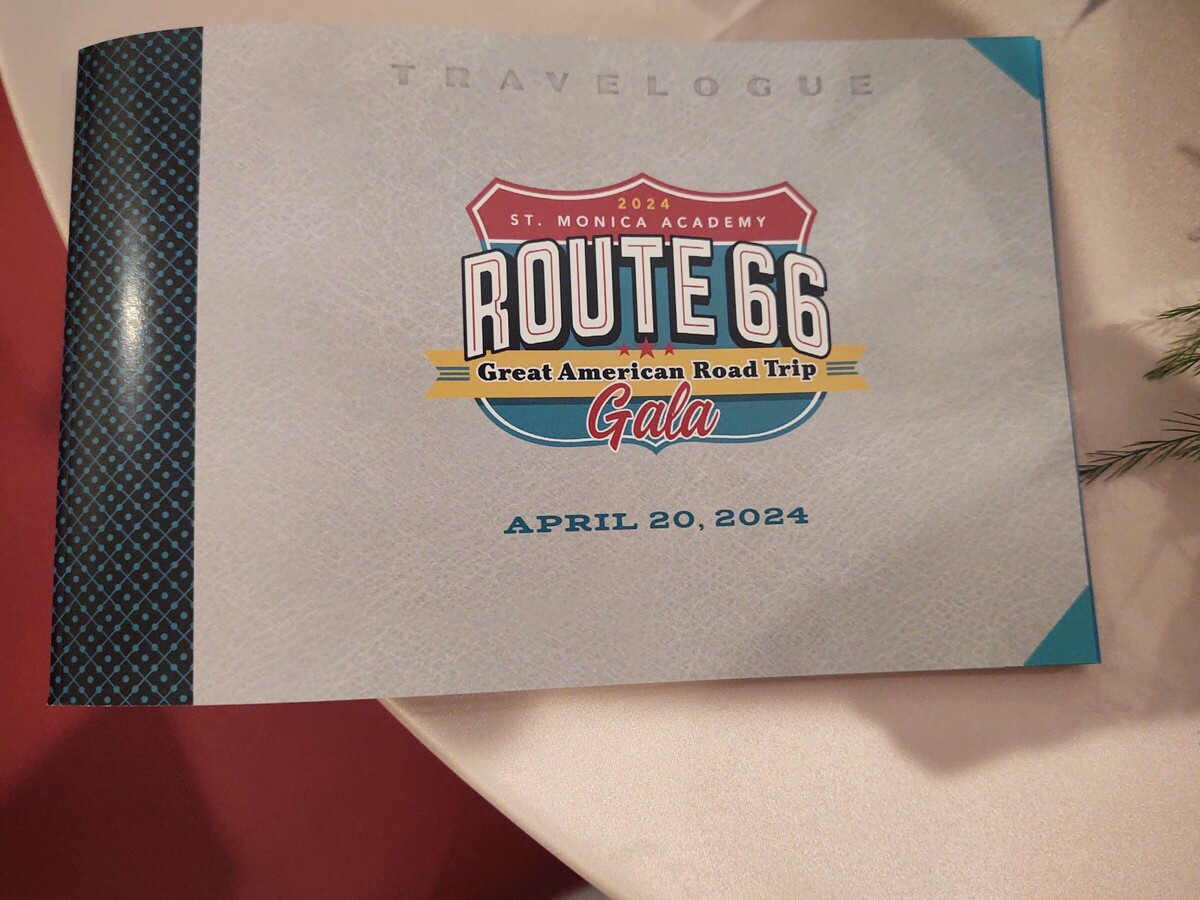 TRAVELOGUE
2024
ST. MONICA ACADEMY
ROUTE 66
Great American Road Trip
Gala
APRIL 20, 2024